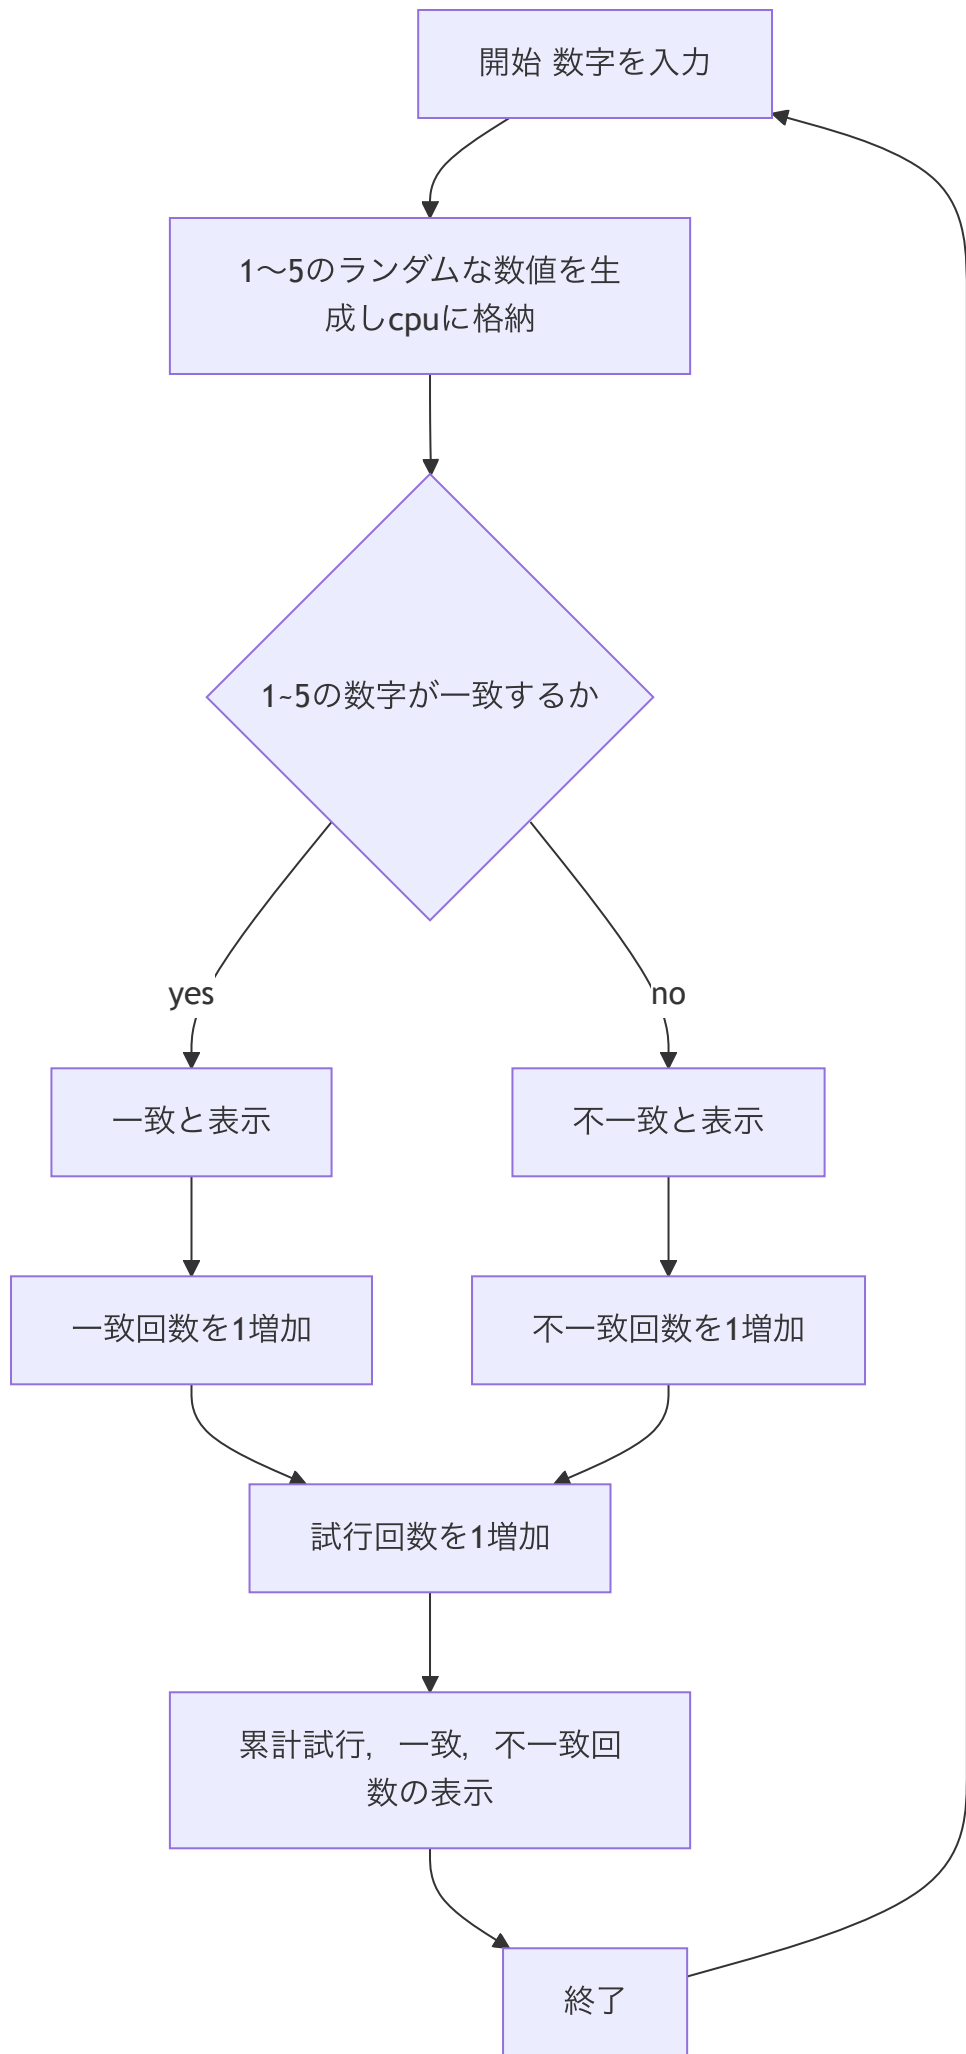 開始 数字を入力
1〜5のランダムな数値を生
成しcpuに格納
1~5の数字が一致するか
yes
no
一致と表示
不一致と表示
一致回数を1増加
不一致回数を1増加
試行回数を1増加
累計試行，一致，不一致回
数の表示
終了